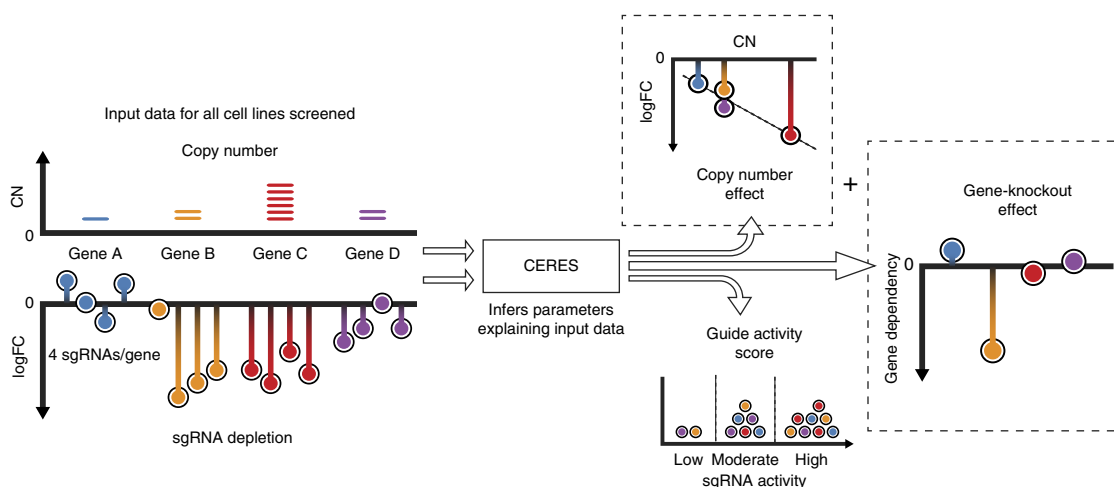 Input data for all cell lines screened
Copy number
CN
0
Gene A
Gene B
Gene C
Gene D
0
logFC
4 sgRNAs/gene
sgRNA depletion
CERES
Infers parameters
explaining input data
CN
0
logFC
Copy number
effect
+
Guide activity
score
Low
Moderate
High
sgRNA activity
Gene-knockout
effect
0
Gene dependency